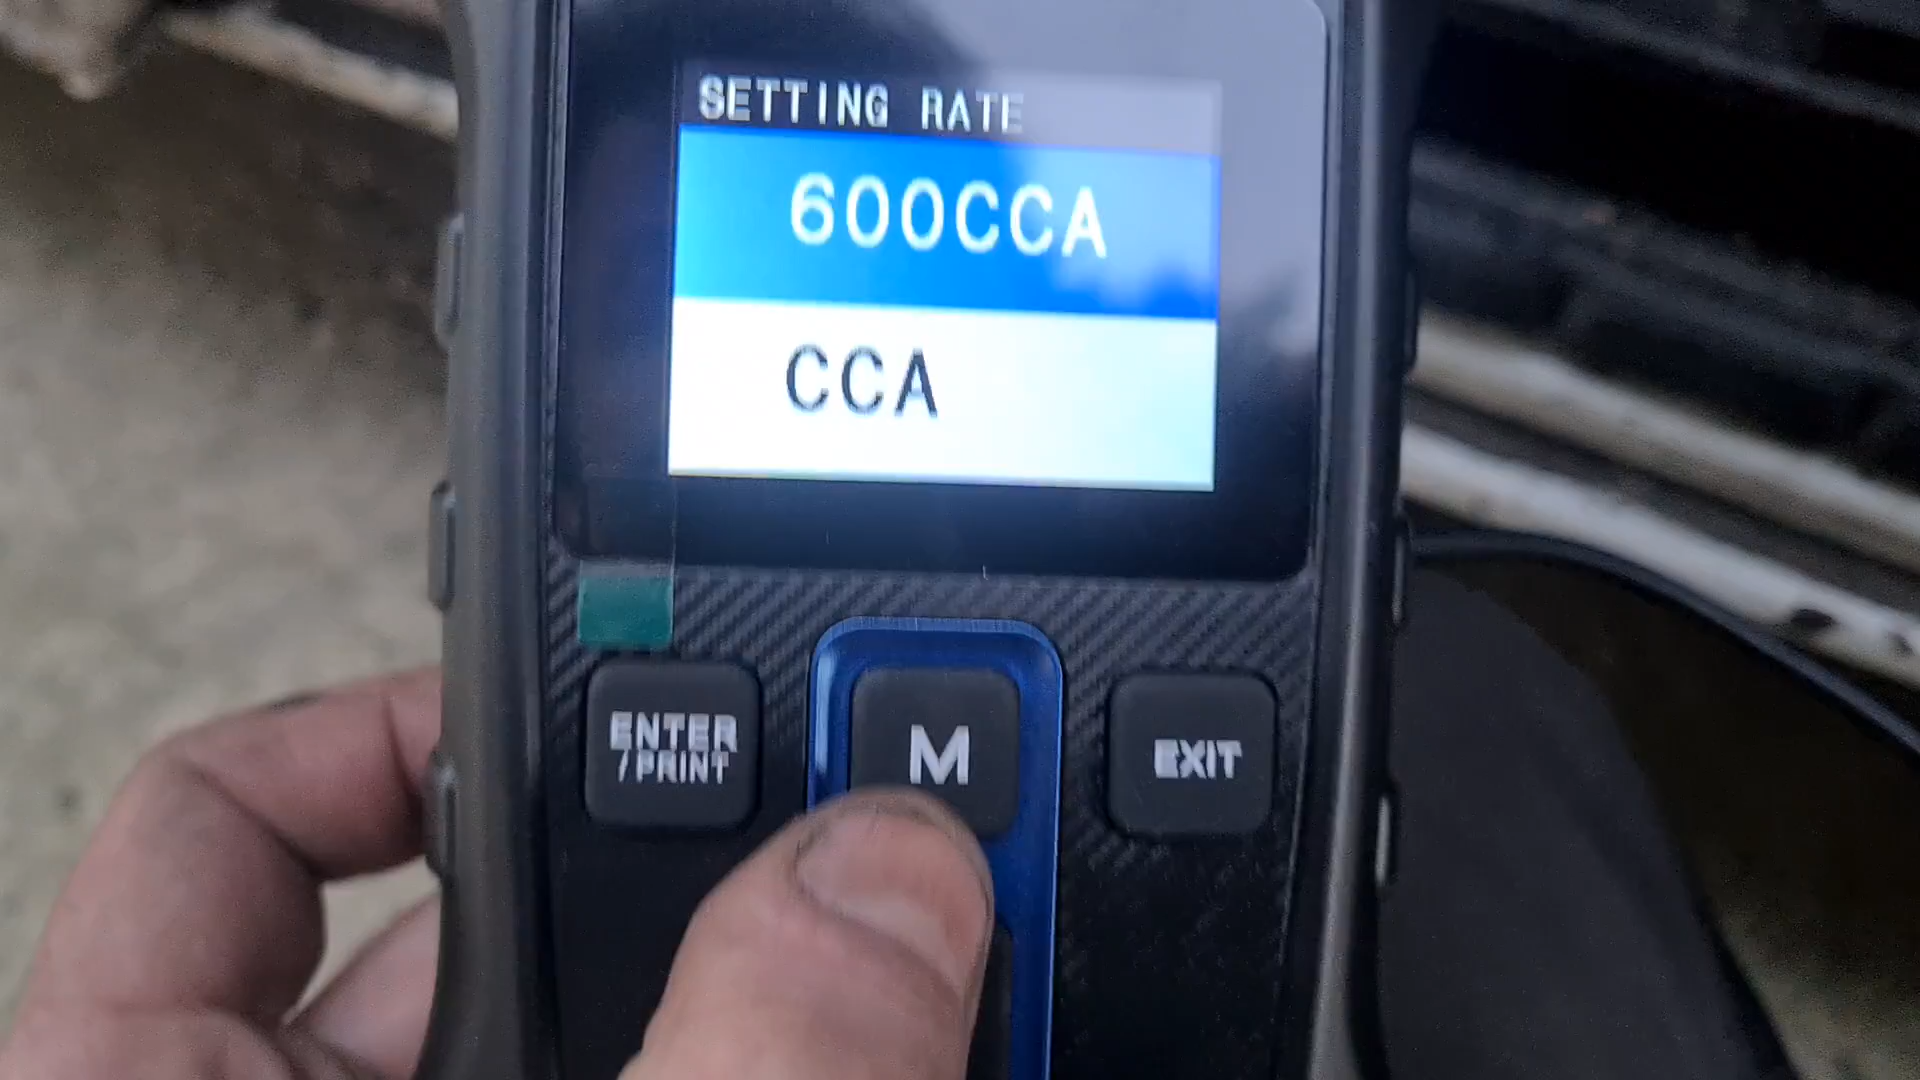 SETTING RATE
600CCA
CCA
ENTER
/PRINT
M
EXIT